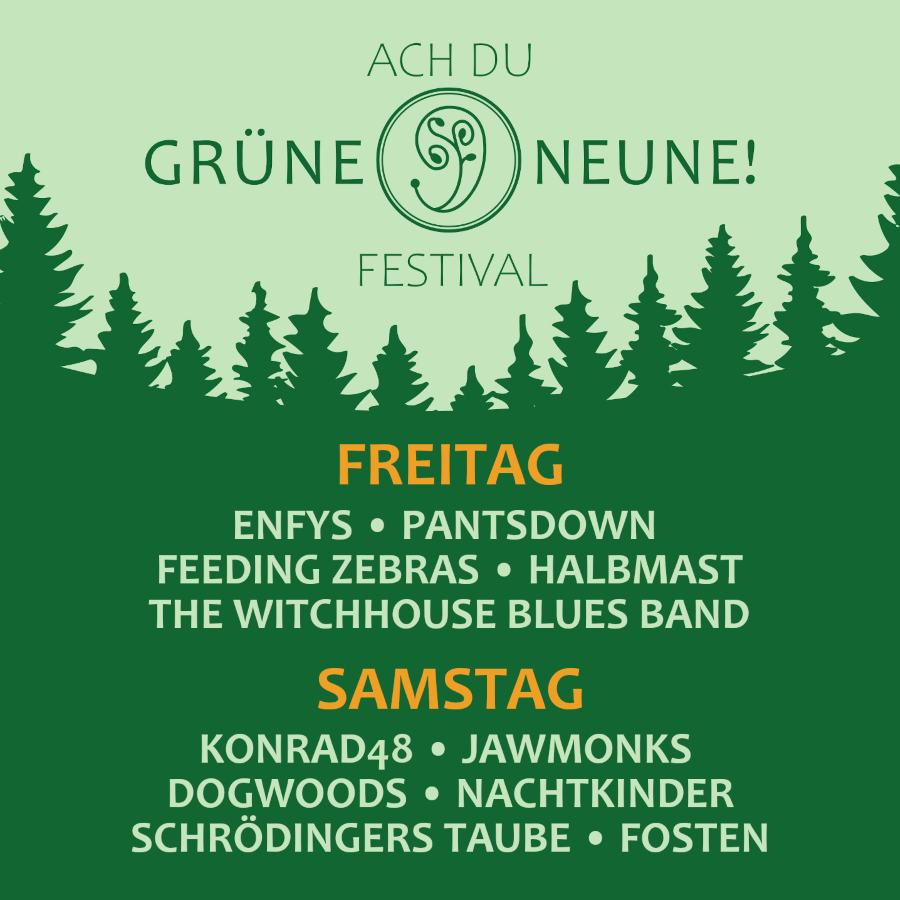 ACH DU
GRÜNE NEUNE!
FESTIVAL
FREITAG
ENFYS • PANTSDOWN
FEEDING ZEBRAS • HALBMAST
THE WITCHHOUSE BLUES BAND
SAMSTAG
KONRAD48 • JAWMONKS
DOGWOODS • NACHTKINDER
SCHRÖDINGERS TAUBE • FOSTEN